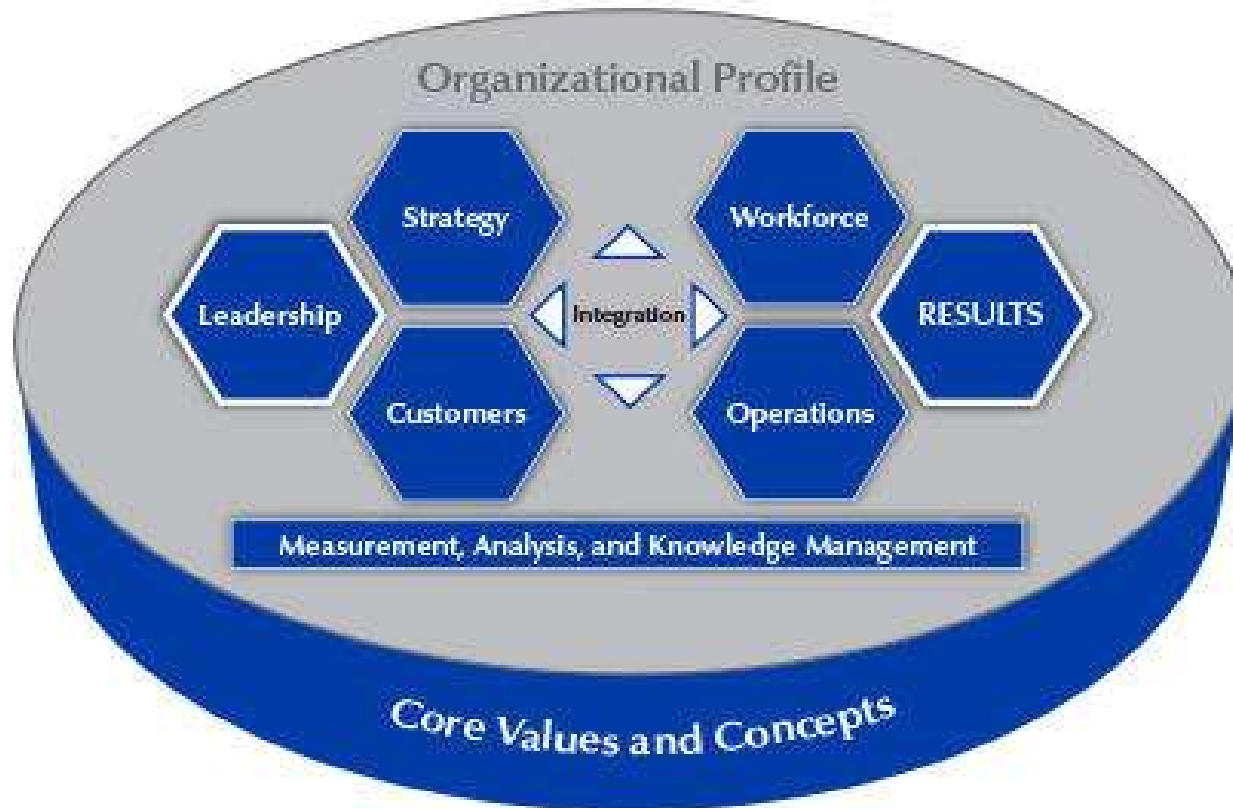 Organizational Profile
Strategy
Workforce
Leadership
Integration
RESULTS
Customers
Operations
Measurement, Analysis, and Knowledge Management
Core Values and Concepts